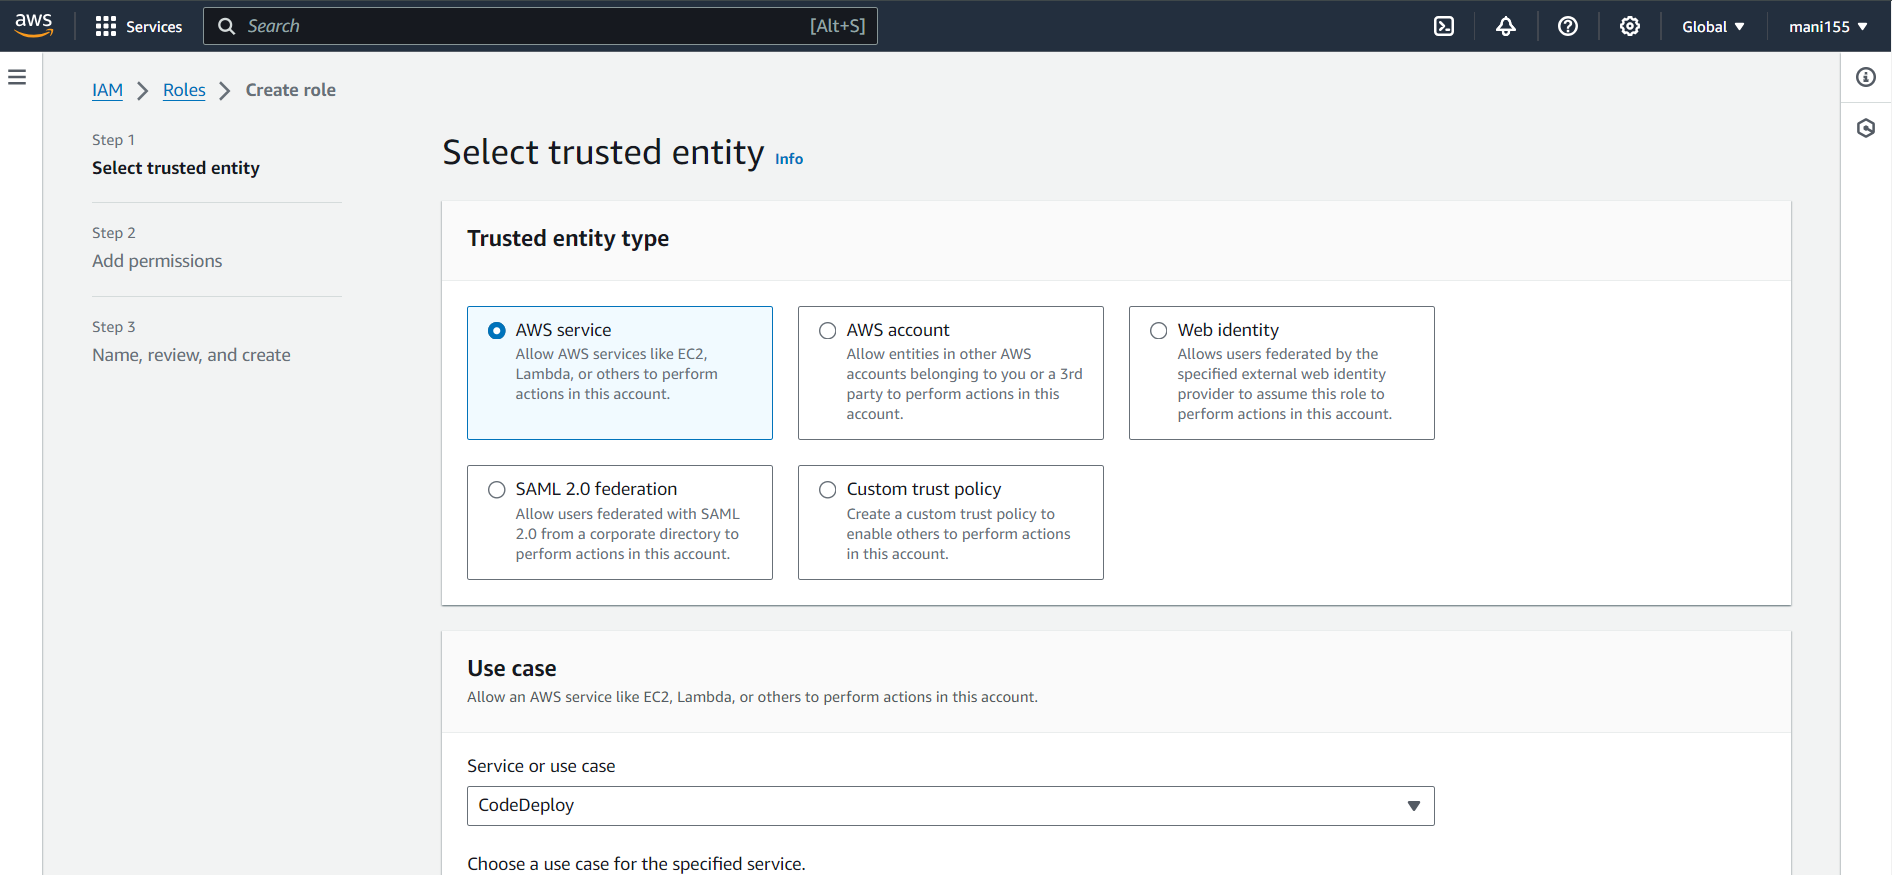 aws
Services
Search
[Alt+S]
Global
mani155
IAM
Roles
Create role
Step 1
Select trusted entity
Step 2
Add permissions
Step 3
Name, review, and create
Select trusted entity Info
Trusted entity type
AWS service
Allow AWS services like EC2,
Lambda, or others to perform
actions in this account.
AWS account
Allow entities in other AWS
accounts belonging to you or a 3rd
party to perform actions in this
account.
Web identity
Allows users federated by the
specified external web identity
provider to assume this role to
perform actions in this account.
SAML 2.0 federation
Allow users federated with SAML
2.0 from a corporate directory to
perform actions in this account.
Custom trust policy
Create a custom trust policy to
enable others to perform actions
in this account.
Use case
Allow an AWS service like EC2, Lambda, or others to perform actions in this account.
Service or use case
CodeDeploy
Choose a use case for the specified service.